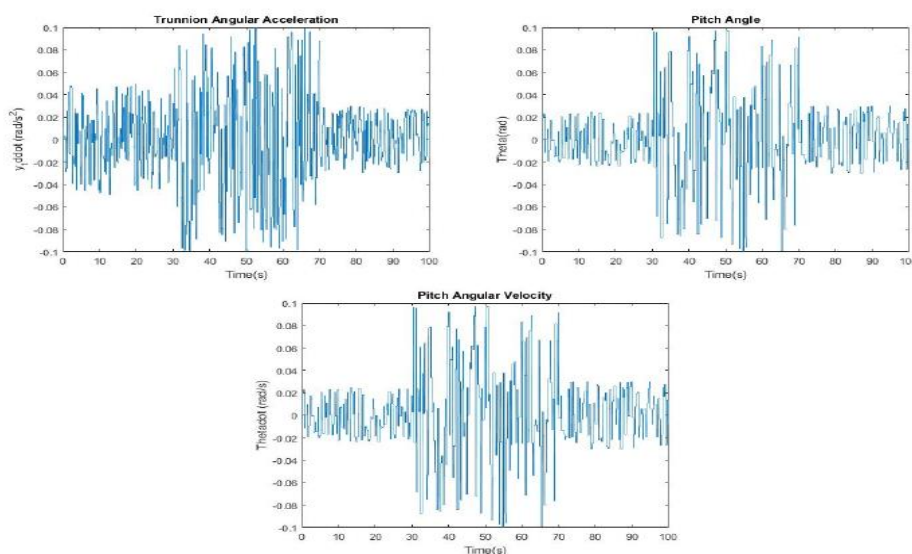 Trunnion Angular Acceleration
0.1
0.08
0.06
0.04
0.02
0
-0.02
-0.04
-0.06
-0.08
-0.1
y_tddot (rad/s²)
0 10 20 30 40 50 60 70 80 90 100
Time(s)
Pitch Angle
0.1
0.08
0.06
0.04
0.02
0
-0.02
-0.04
-0.06
-0.08
-0.1
Theta(rad)
0 10 20 30 40 50 60 70 80 90 100
Time(s)
Pitch Angular Velocity
0.1
0.08
0.06
0.04
0.02
0
-0.02
-0.04
-0.06
-0.08
-0.1
Thetadot (rad/s)
0 10 20 30 40 50 60 70 80 90 100
Time(s)